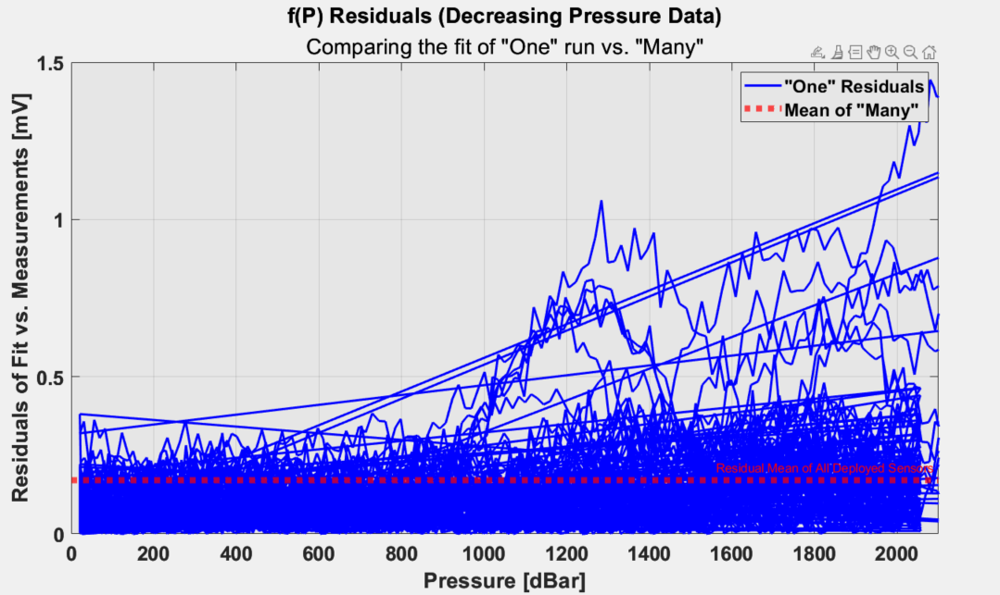 f(P) Residuals (Decreasing Pressure Data)
Comparing the fit of "One" run vs. "Many"
Residuals of Fit vs. Measurements [mV]
1.5
1
0.5
0
"One" Residuals
Mean of "Many"
Residual Mean of All Deployed Sensors
0 200 400 600 800 1000 1200 1400 1600 1800 2000
Pressure [dBar]